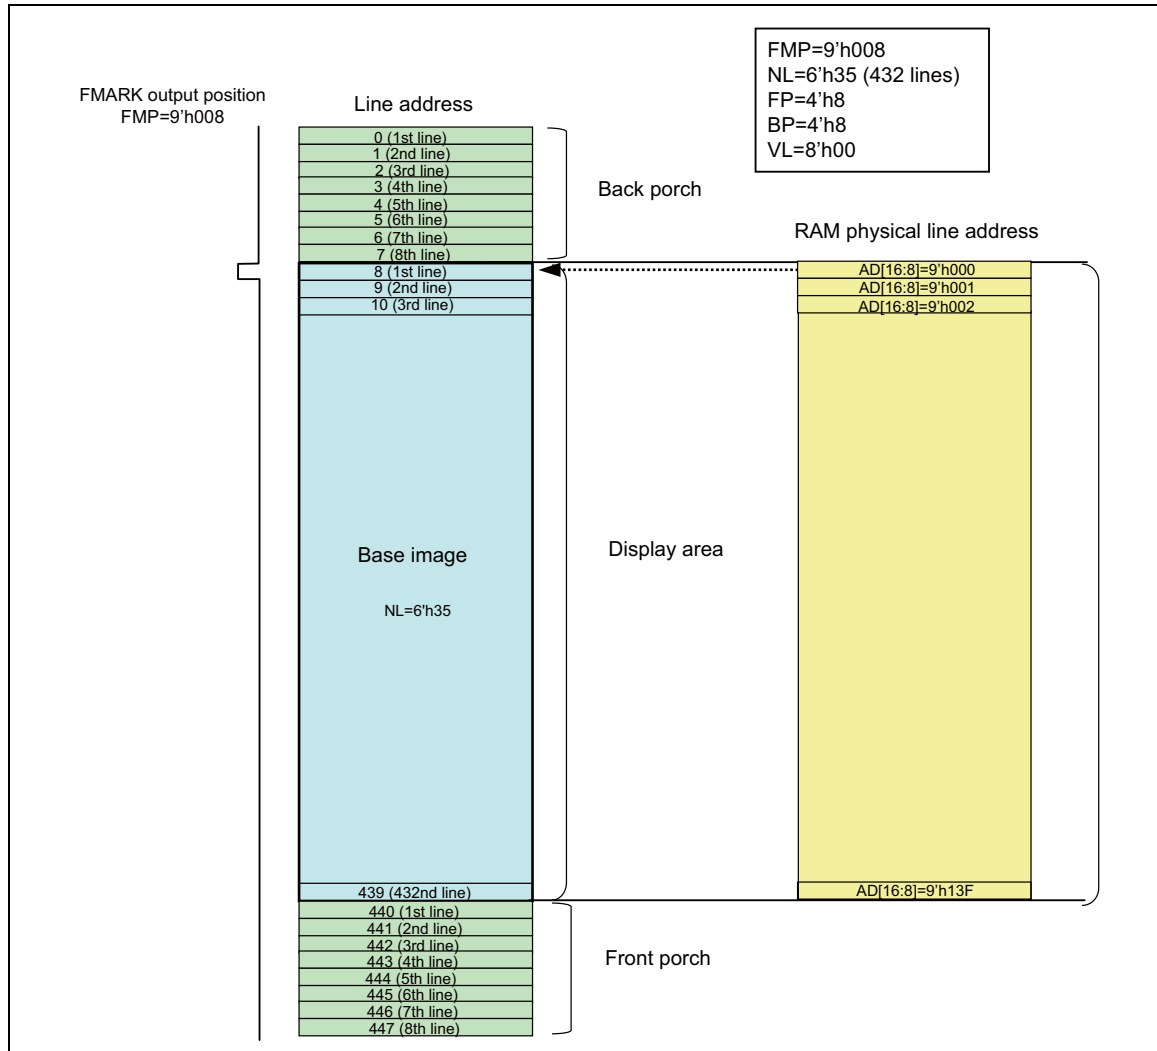 FMP=9'h008
NL=6'h35 (432 lines)
FP=4'h8
BP=4'h8
VL=8'h00
FMARK output position
FMP=9'h008
Line address
0 (1st line)
1 (2nd line)
2 (3rd line)
3 (4th line)
4 (5th line)
5 (6th line)
6 (7th line)
7 (8th line)
Back porch
RAM physical line address
8 (1st line)
9 (2nd line)
10 (3rd line)
AD[16:8]=9'h000
AD[16:8]=9'h001
AD[16:8]=9'h002
Base image
NL=6'h35
Display area
439 (432nd line)
AD[16:8]=9'h13F
440 (1st line)
441 (2nd line)
442 (3rd line)
443 (4th line)
444 (5th line)
445 (6th line)
446 (7th line)
447 (8th line)
Front porch